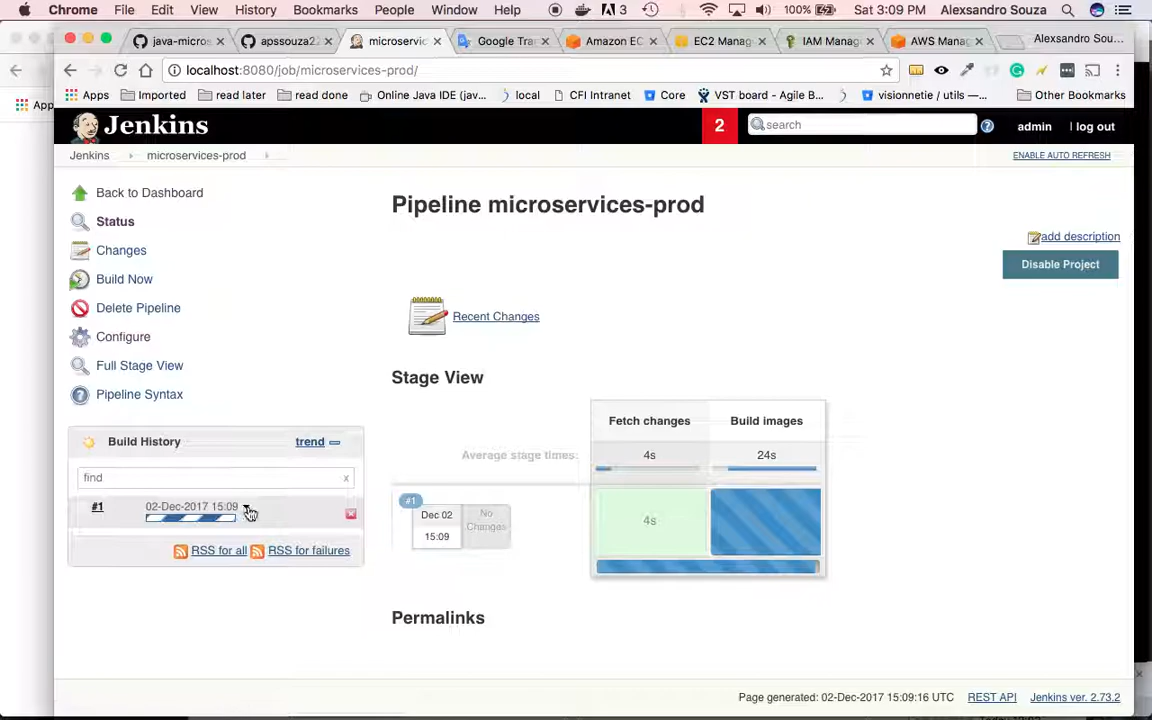 Chrome File Edit View History Bookmarks People Window Help 3 100% Sat 3:09 PM Alexsandro Souza
java-micros apssouza2 microservic Google Tra Amazon EC EC2 Manag IAM Manag AWS Manag Alexsandro Sou...
localhost:8080/job/microservices-prod/
App Apps Imported read later read done Online Java IDE (jav... local CFI Intranet Core VST board - Agile B... visionnetie / utils —... Other Bookmarks
Jenkins 2 search admin | log out
Jenkins microservices-prod ENABLE AUTO REFRESH
Back to Dashboard
Status
Changes
Build Now
Delete Pipeline
Configure
Full Stage View
Pipeline Syntax
Build History trend
find x
#1 02-Dec-2017 15:09
RSS for all RSS for failures
Pipeline microservices-prod
add description
Disable Project
Recent Changes
Stage View
Fetch changes Build images
Average stage times: 4s 24s
#1
Dec 02
15:09
No
Changes
4s
Permalinks
Page generated: 02-Dec-2017 15:09:16 UTC REST API Jenkins ver. 2.73.2